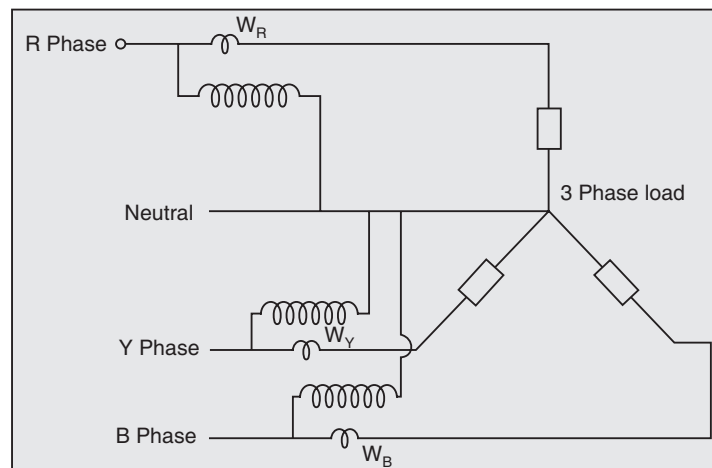 W_R
R Phase
3 Phase load
Neutral
W_Y
Y Phase
B Phase
W_B